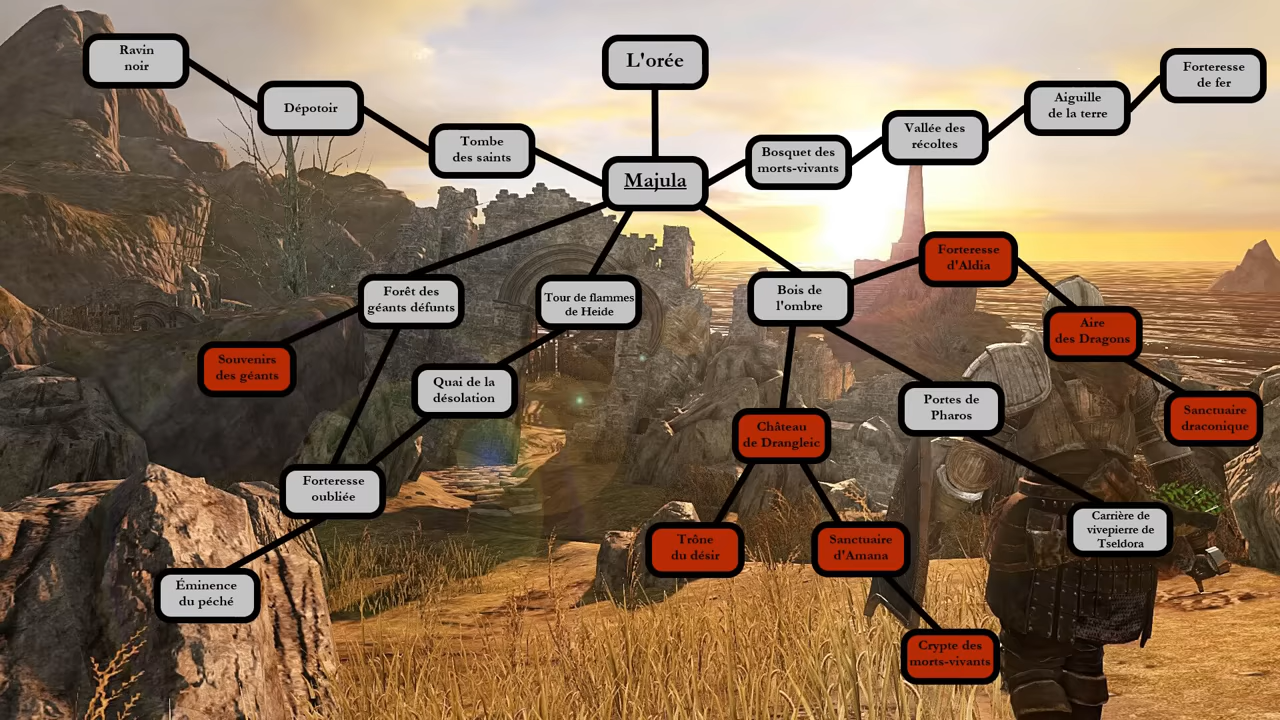 Ravin
noir
L'orée
Forteresse
de fer
Dépotoir
Aiguille
de la terre
Tombe
des saints
Vallée des
récoltes
Bosquet des
morts-vivants
Majula
Forteresse
d'Aldia
Forêt des
géants défunts
Tour de flammes
de Heide
Bois de
l'ombre
Aire
des Dragons
Souvenirs
des géants
Quai de la
désolation
Portes de
Pharos
Sanctuaire
draconique
Château
de Drangleic
Forteresse
oubliée
Carrière de
vivepierre de
Tseldora
Trône
du désir
Sanctuaire
d'Amana
Éminence
du péché
Crypte des
morts-vivants